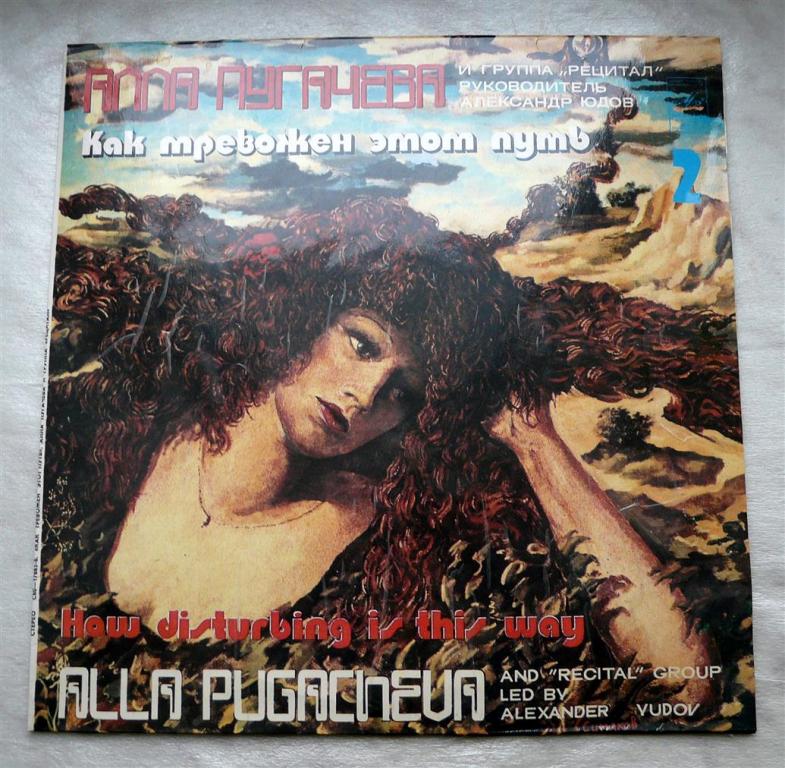 АЛЛА ПУГАЧЕВА
И ГРУППА „РЕЦИТАЛ"
РУКОВОДИТЕЛЬ
АЛЕКСАНДР ЮДОВ
Как тревожен этот путь
2
How disturbing is this way
ALLA PUGACHEVA
AND "RECITAL" GROUP
LED BY
ALEXANDER YUDOV
СТЕРЕО